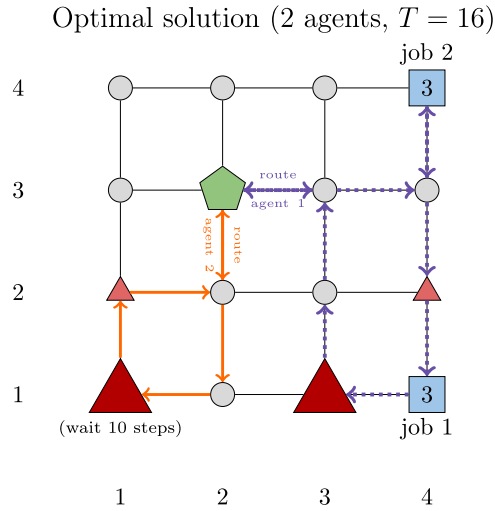 Optimal solution (2 agents, T = 16)
job 2
4
3
3
route
agent 1
route
agent 2
2
1
3
(wait 10 steps)
job 1
1 2 3 4